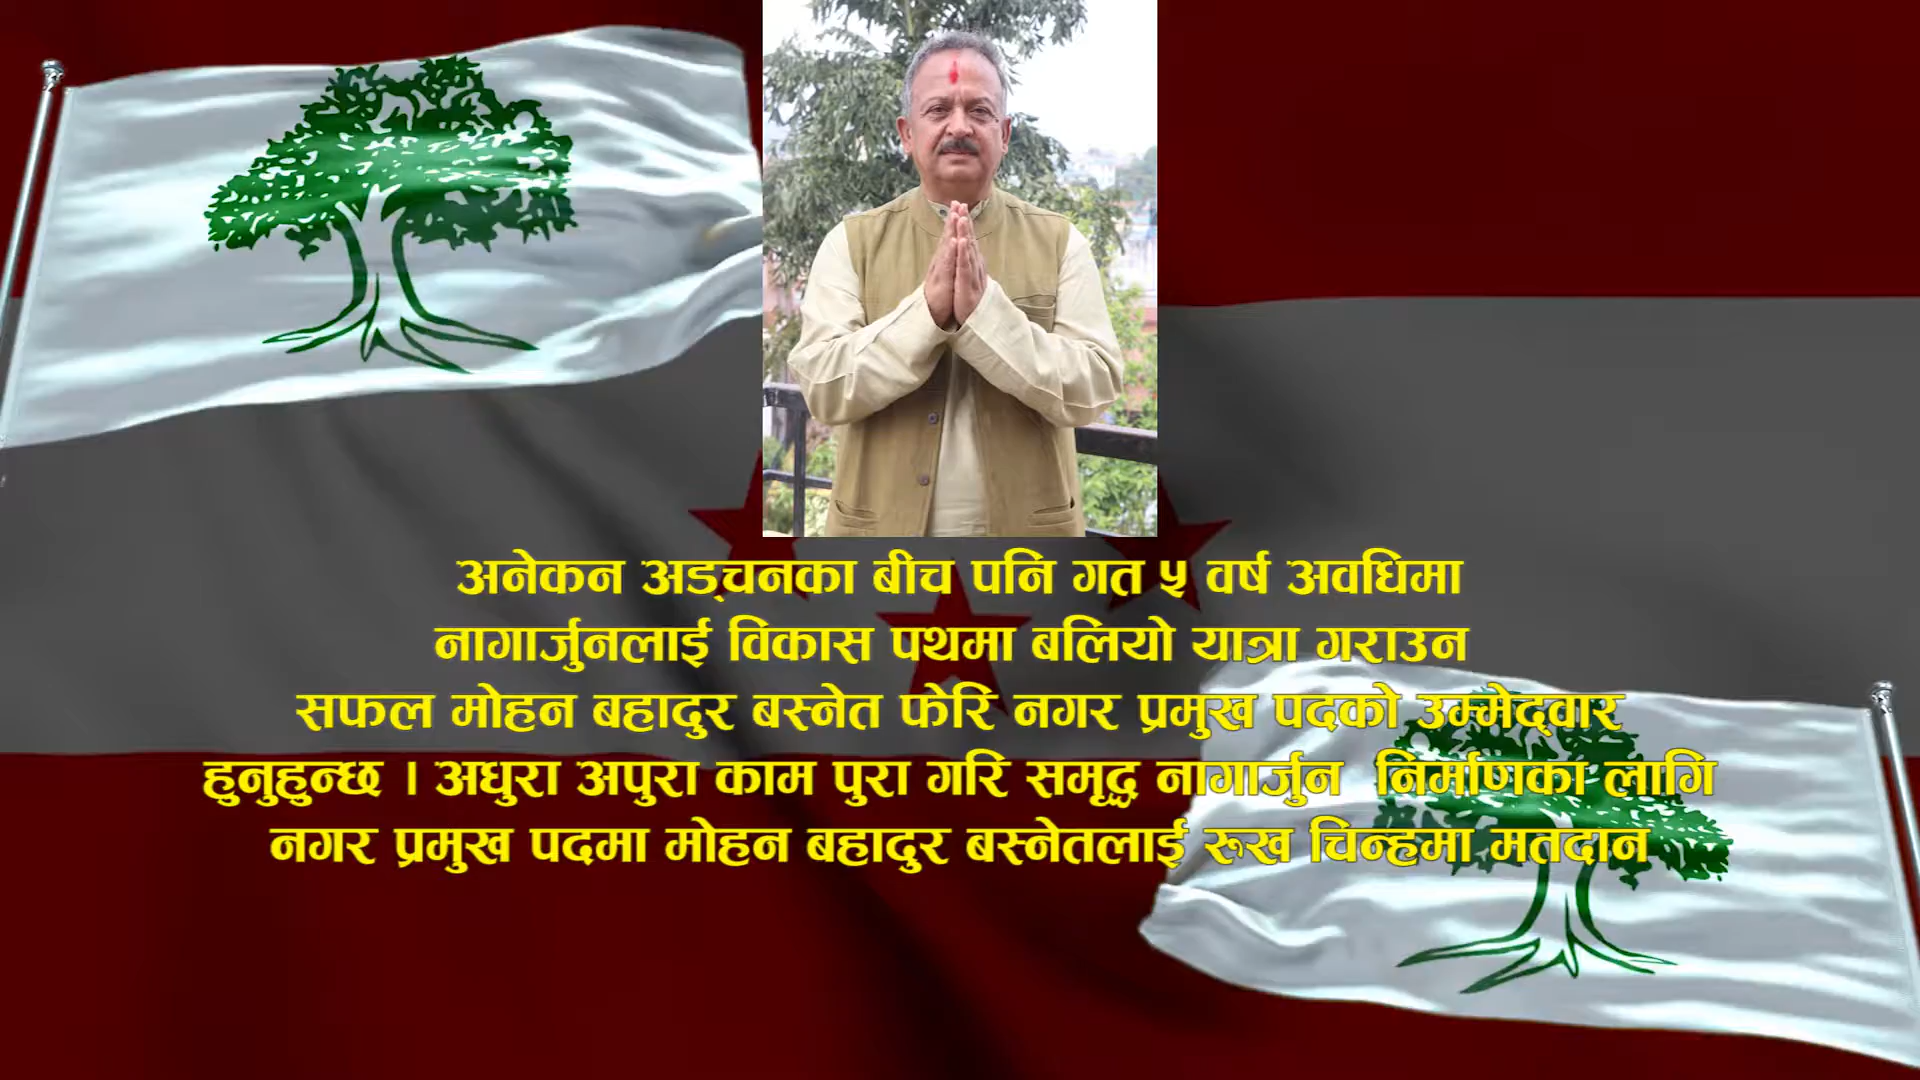 अनेकन अड्चनका बीच पनि गत ५ वर्ष अवधिमा
नागार्जुनलाई विकास पथमा बलियो यात्रा गराउन
सफल मोहन बहादुर बस्नेत फेरि नगर प्रमुख पदको उम्मेद्वार
हुनुहुन्छ । अधुरा अपुरा काम पुरा गरि समृद्ध नागार्जुन निर्माणका लागि
नगर प्रमुख पदमा मोहन बहादुर बस्नेतलाई रुख चिन्हमा मतदान